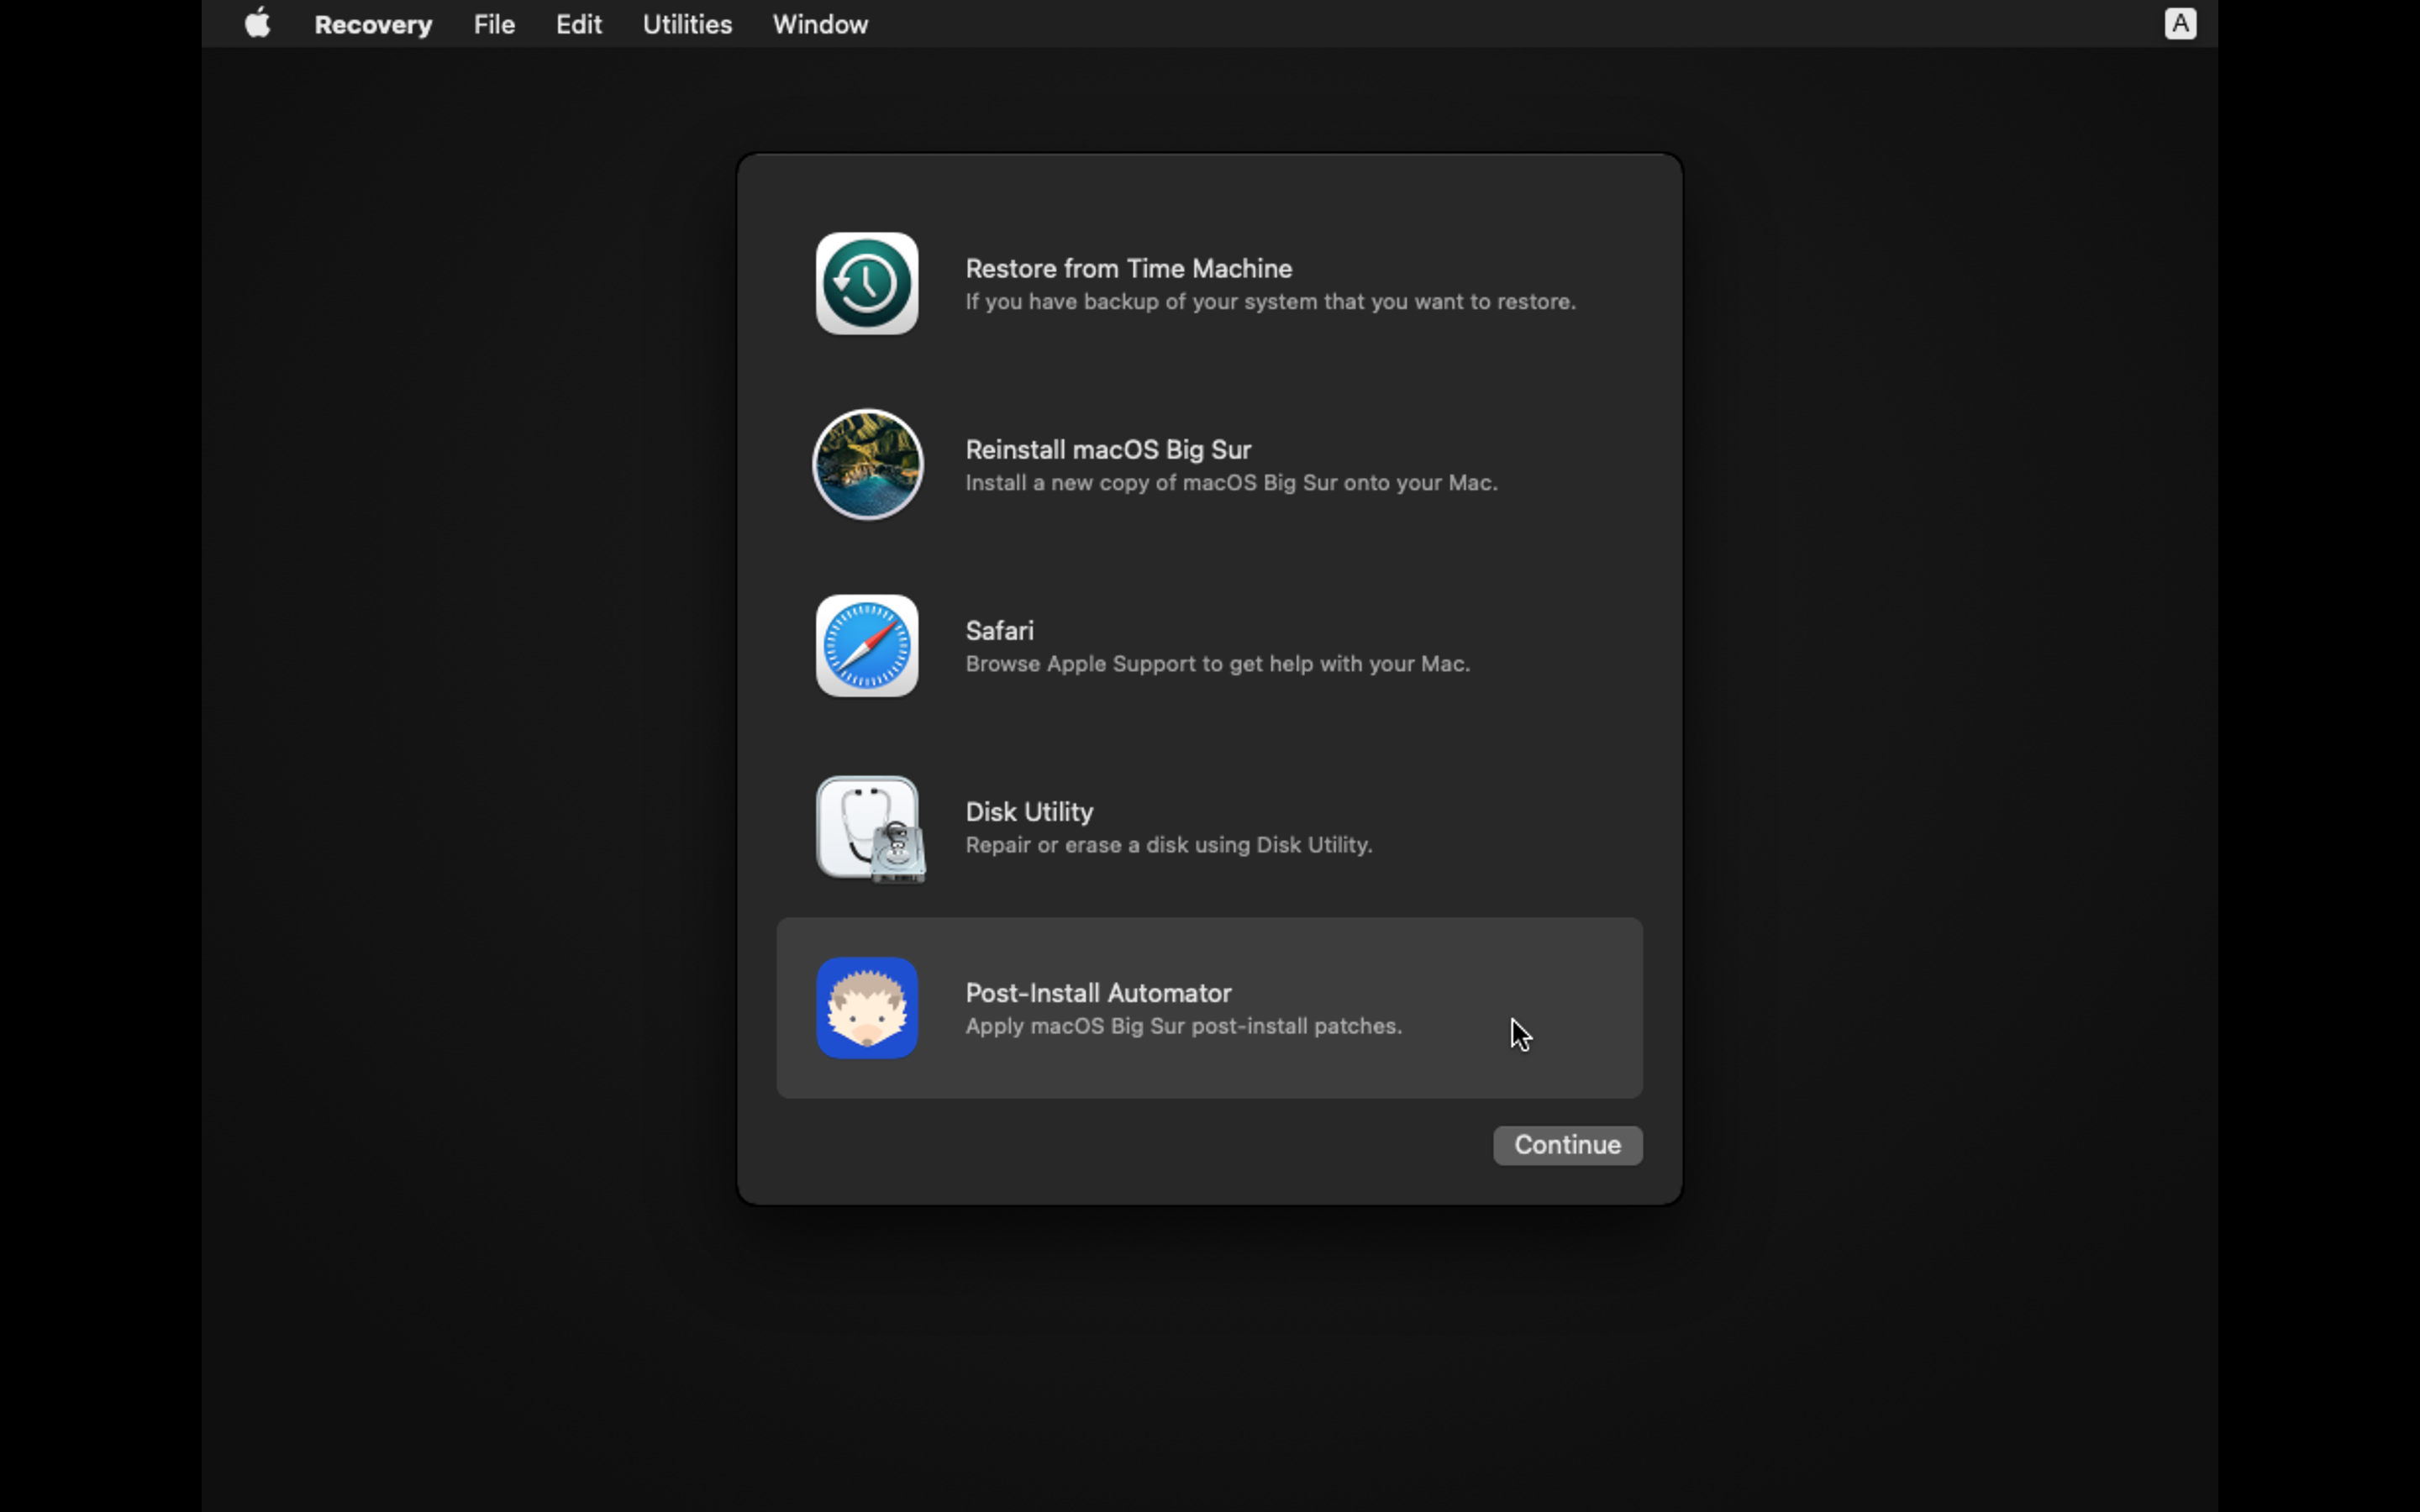 Recovery File Edit Utilities Window A
Restore from Time Machine
If you have backup of your system that you want to restore.
Reinstall macOS Big Sur
Install a new copy of macOS Big Sur onto your Mac.
Safari
Browse Apple Support to get help with your Mac.
Disk Utility
Repair or erase a disk using Disk Utility.
Post-Install Automator
Apply macOS Big Sur post-install patches.
Continue